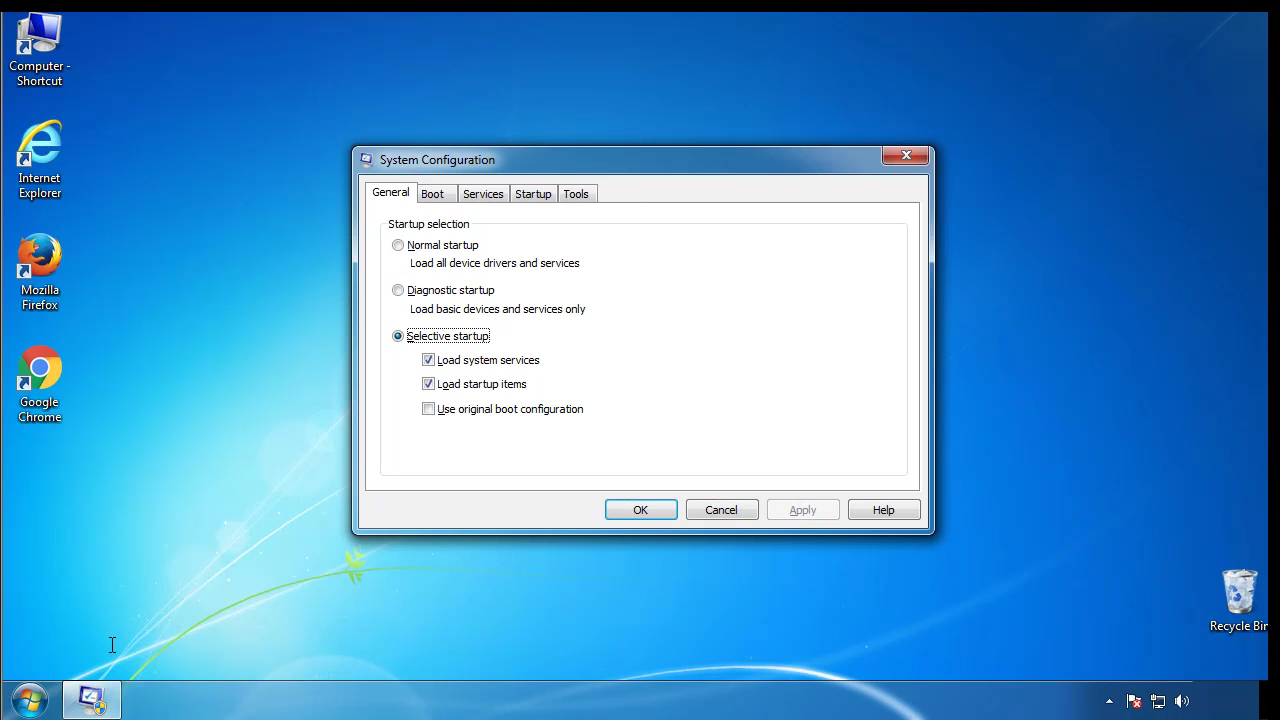 Computer -
Shortcut
Internet
Explorer
Mozilla
Firefox
Google
Chrome
System Configuration
General
Boot
Services
Startup
Tools
Startup selection
Normal startup
Load all device drivers and services
Diagnostic startup
Load basic devices and services only
Selective startup
Load system services
Load startup items
Use original boot configuration
OK
Cancel
Apply
Help
Recycle Bin